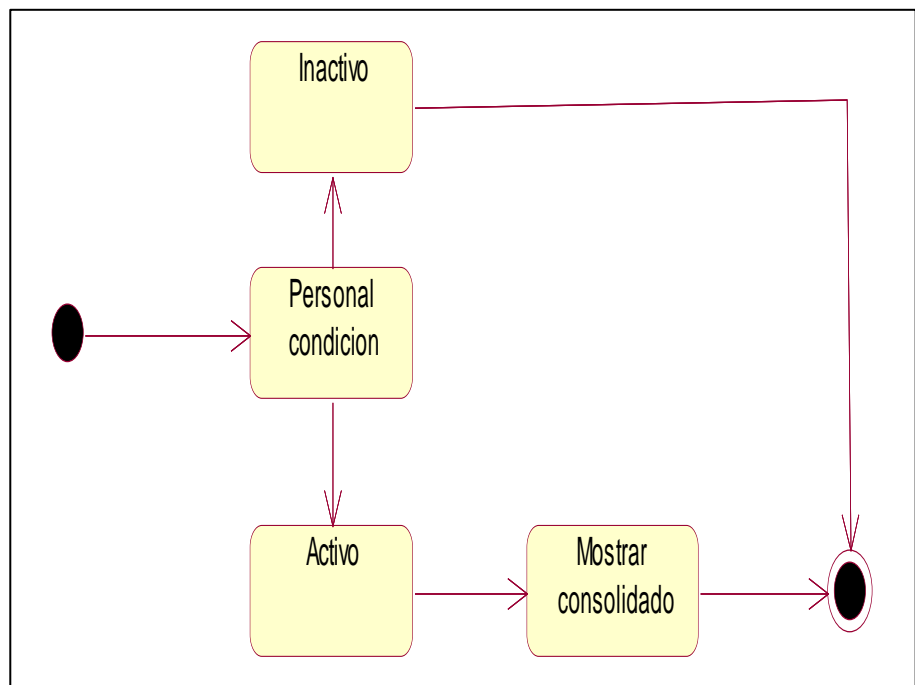 Inactivo
Personal
condicion
Activo
Mostrar
consolidado